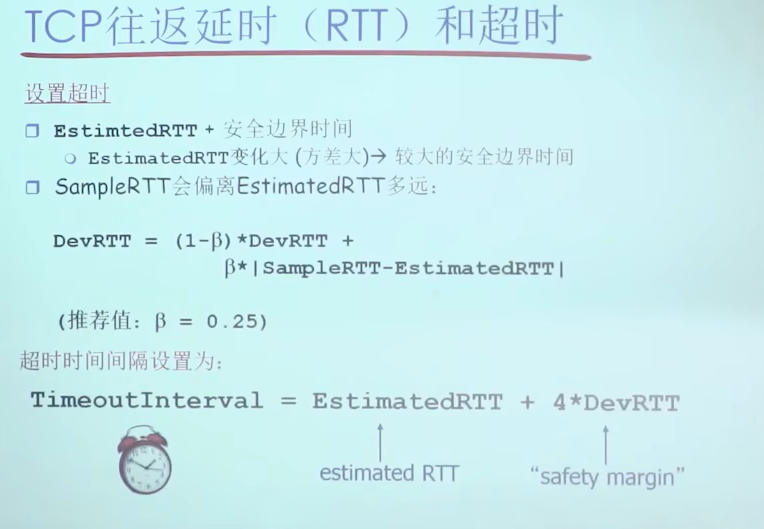 TCP往返延时（RTT）和超时
设置超时
EstimtedRTT + 安全边界时间
EstimatedRTT变化大 (方差大)→ 较大的安全边界时间
SampleRTT会偏离EstimatedRTT多远：
DevRTT = (1-β)*DevRTT +
β*|SampleRTT-EstimatedRTT|
(推荐值：β = 0.25)
超时时间间隔设置为：
TimeoutInterval = EstimatedRTT + 4*DevRTT
estimated RTT
“safety margin”